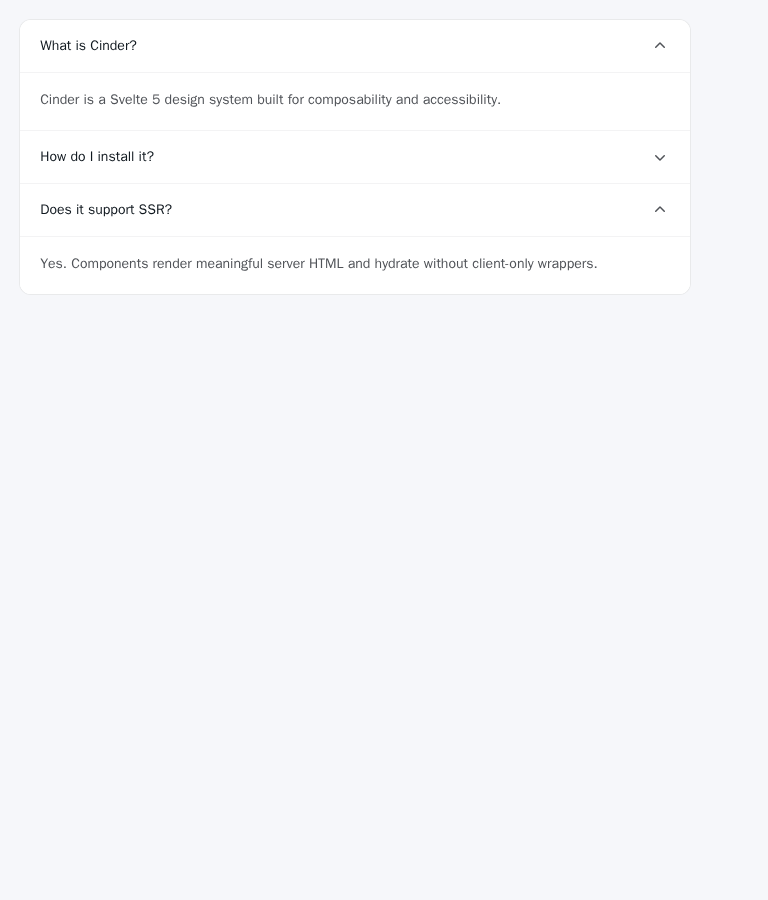 What is Cinder?
Cinder is a Svelte 5 design system built for composability and accessibility.
How do I install it?
Does it support SSR?
Yes. Components render meaningful server HTML and hydrate without client-only wrappers.